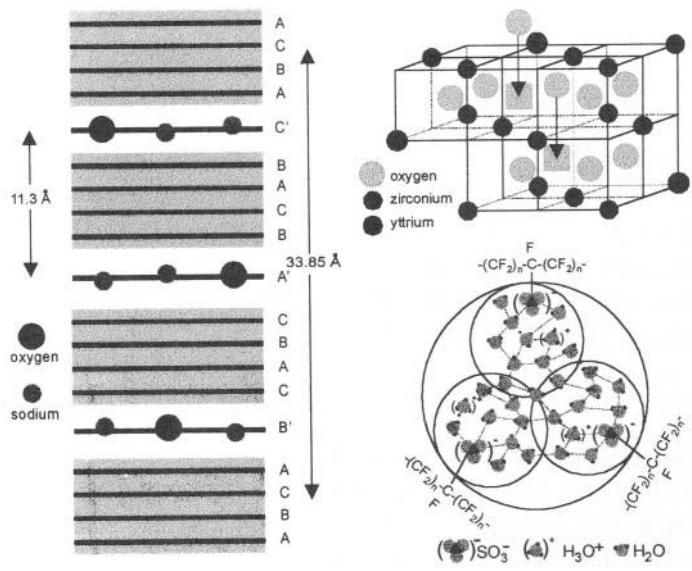 A
C
B
A
C'
B
A
C
B
A'
C
B
A
C
B'
A
C
B
A
11.3 Å
33.85 Å
oxygen
sodium
oxygen
zirconium
yttrium
F
-(CF₂)ₙ-C-(CF₂)ₙ-
-(CF₂)ₙ-C-(CF₂)ₙ-
F
-(CF₂)ₙ-C-(CF₂)ₙ-
F
( )⁻SO₃⁻ ( )⁺ H₃O⁺ H₂O